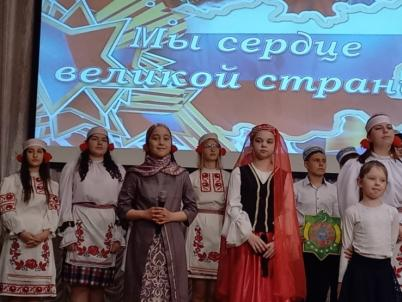 Мы сердце
великой стран